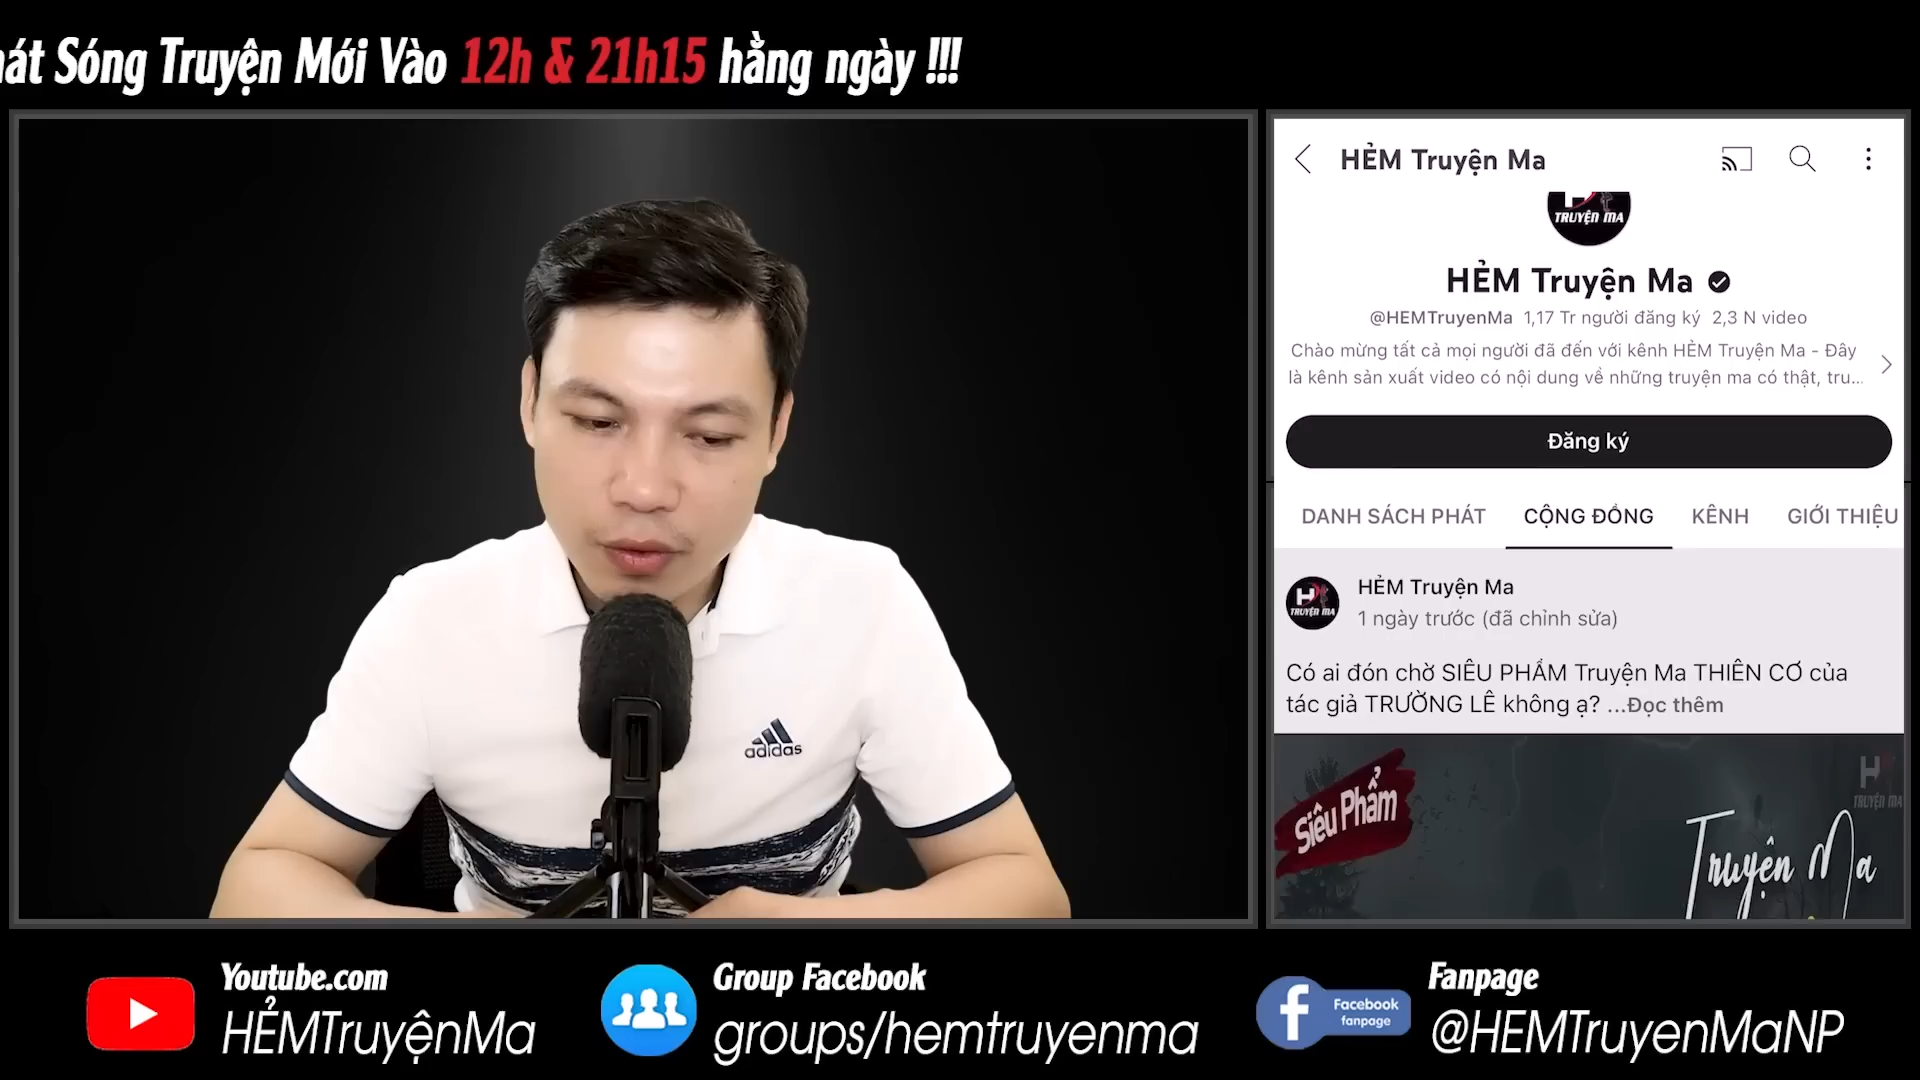 Sóng Truyện Mới Vào 12h & 21h15 hằng ngày !!!
HẺM Truyện Ma
TRUYỆN MA
HẺM Truyện Ma
@HEMTruyenMa 1,17 Tr người đăng ký 2,3 N video
Chào mừng tất cả mọi người đã đến với kênh HẺM Truyện Ma - Đây
là kênh sản xuất video có nội dung về những truyện ma có thật, tru...
Đăng ký
DANH SÁCH PHÁT CỘNG ĐỒNG KÊNH GIỚI THIỆU
HẺM Truyện Ma
1 ngày trước (đã chỉnh sửa)
H
TRUYỆN MA
Có ai đón chờ SIÊU PHẨM Truyện Ma THIÊN CƠ của
tác giả TRƯỜNG LÊ không ạ? ...Đọc thêm
adidas
Siêu Phẩm
H
TRUYỆN MA
Truyện Ma
Youtube.com
HẺMTruyệnMa
Group Facebook
groups/hemtruyenma
Facebook
fanpage
Fanpage
@HEMTruyenMaNP